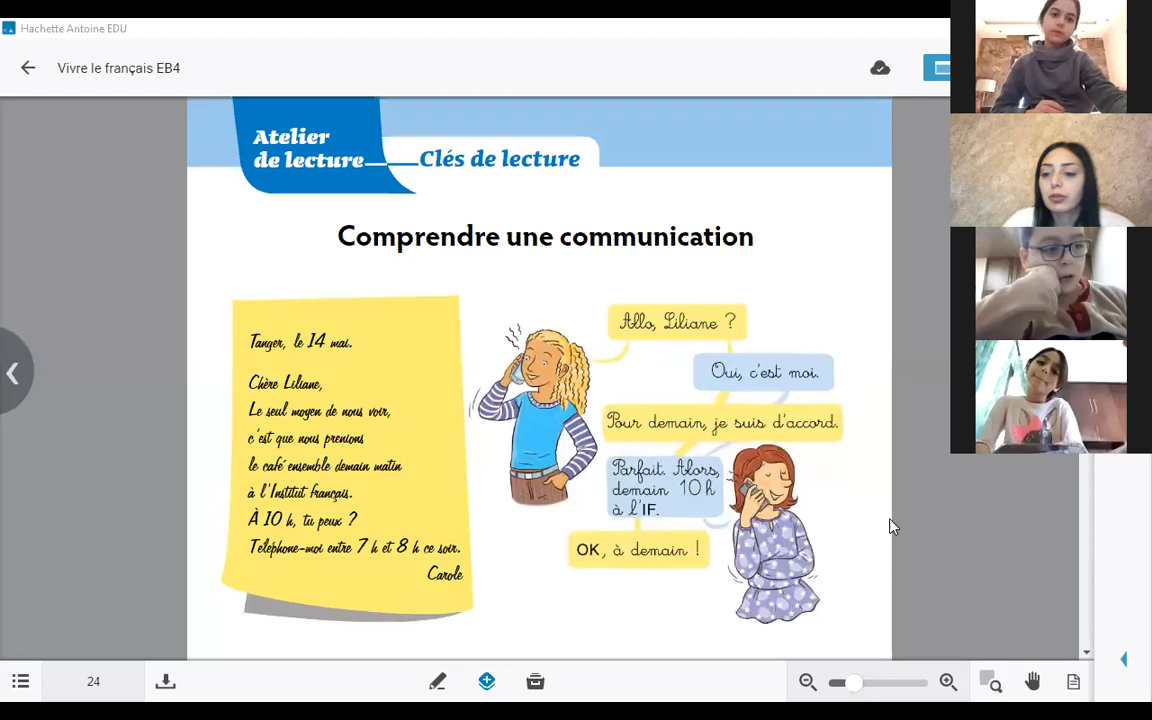 Hachette Antoine EDU
Vivre le français EB4
Atelier
de lecture
Clés de lecture
Comprendre une communication
Tanger, le 14 mai.
Chère Liliane,
Le seul moyen de nous voir,
c'est que nous prenions
le café ensemble demain matin
à l'Institut français.
À 10 h, tu peux ?
Téléphone-moi entre 7 h et 8 h ce soir.
Carole
Allo, Liliane ?
Oui, c'est moi.
Pour demain, je suis d'accord.
Parfait. Alors,
demain 10 h
à l'IF.
OK, à demain !
24